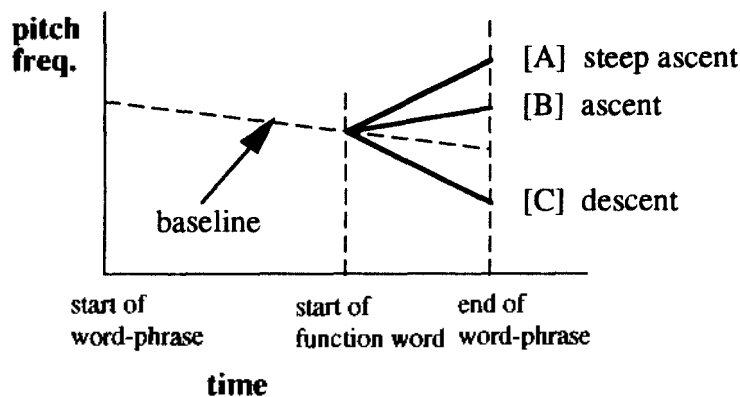 pitch
freq.
[A] steep ascent
[B] ascent
[C] descent
baseline
start of
word-phrase
start of
function word
end of
word-phrase
time